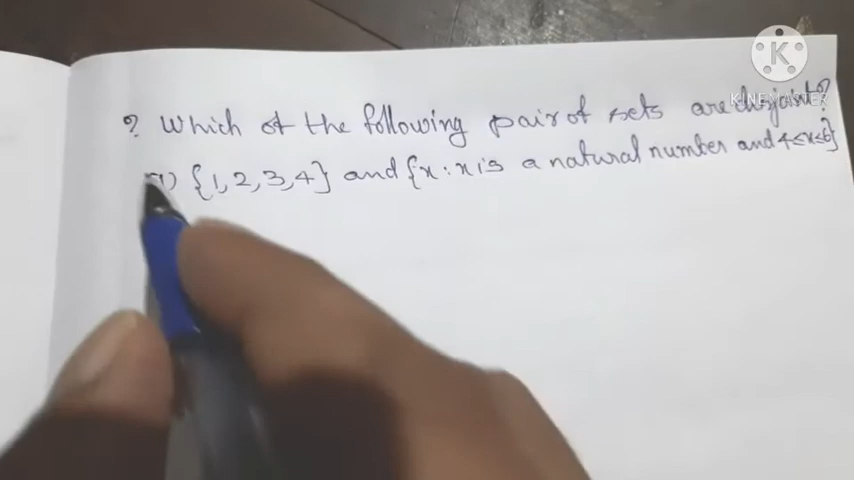 ? Which of the following pair of sets are disjoint?
i) {1,2,3,4} and {x : x is a natural number and 4≤x≤6}
KINEMASTER